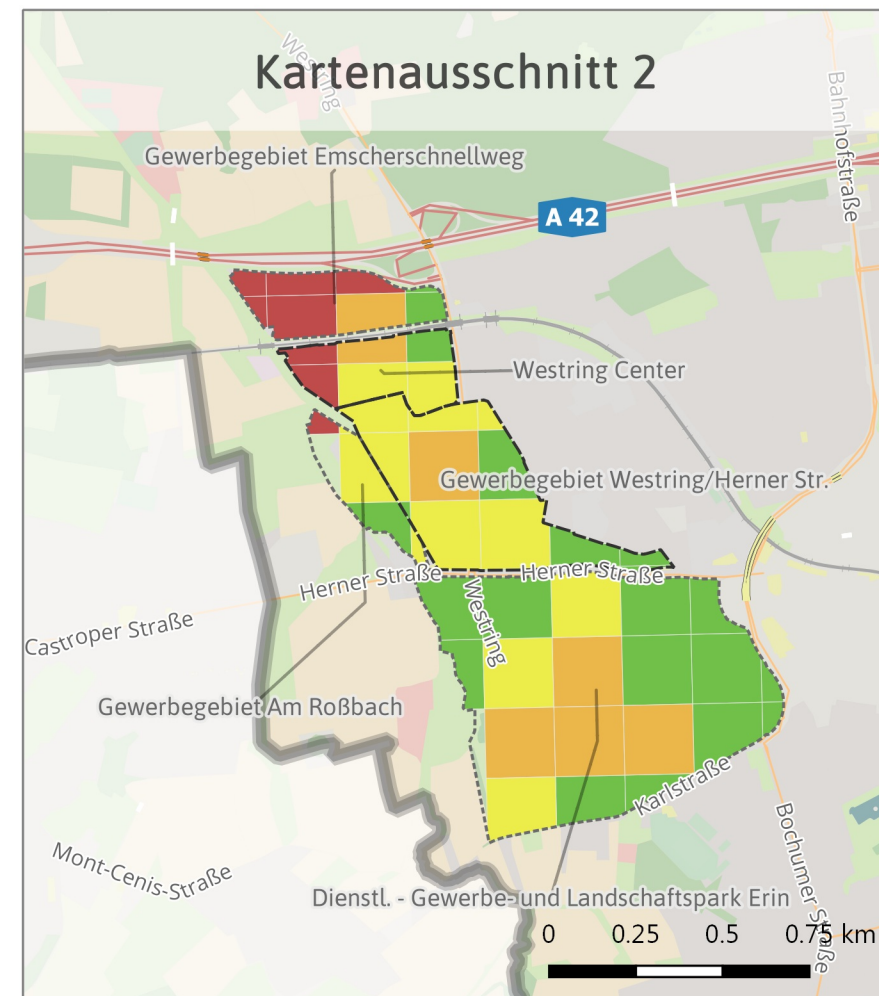 Kartenausschnitt 2
Westring
Bahnhofstraße
Gewerbegebiet Emscherschnellweg
A 42
Westring Center
Gewerbegebiet Westring/Herner Str.
Herner Straße
Herner Straße
Westring
Castroper Straße
Gewerbegebiet Am Roßbach
Karlstraße
Bochumer Straße
Mont-Cenis-Straße
Dienstl. - Gewerbe- und Landschaftspark Erin
0 0.25 0.5 0.75 km